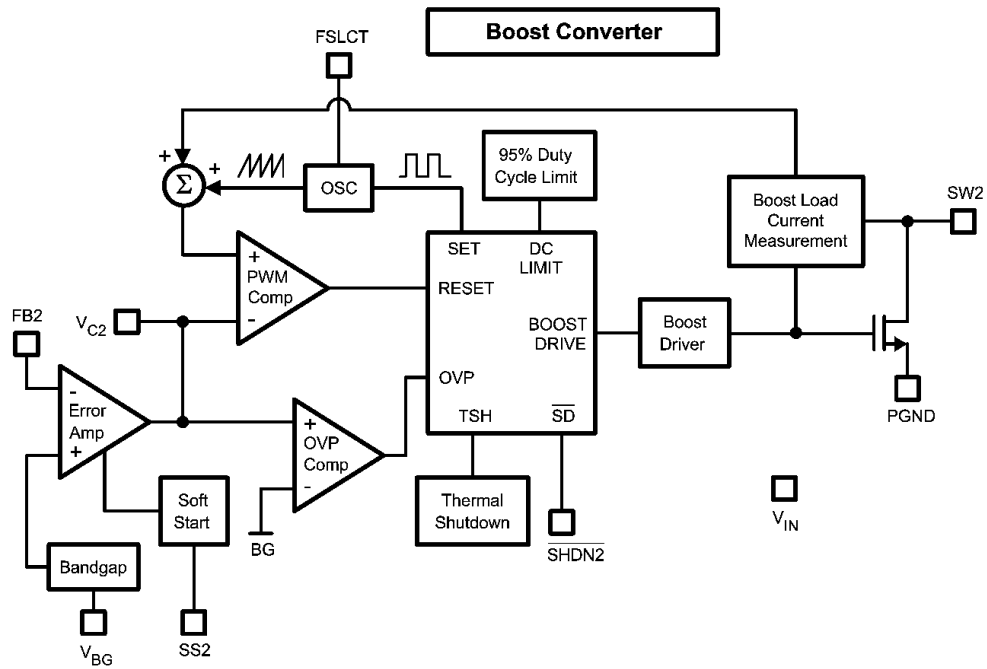 FSLCT
Boost Converter
+
+
Σ
OSC
95% Duty
Cycle Limit
Boost Load
Current
Measurement
SW2
SET
DC
LIMIT
+
PWM
Comp
-
RESET
FB2
VC2
BOOST
DRIVE
Boost
Driver
-
Error
Amp
+
OVP
PGND
+
OVP
Comp
-
TSH
SD
Soft
Start
Thermal
Shutdown
VIN
BG
SHDN2
Bandgap
VBG
SS2